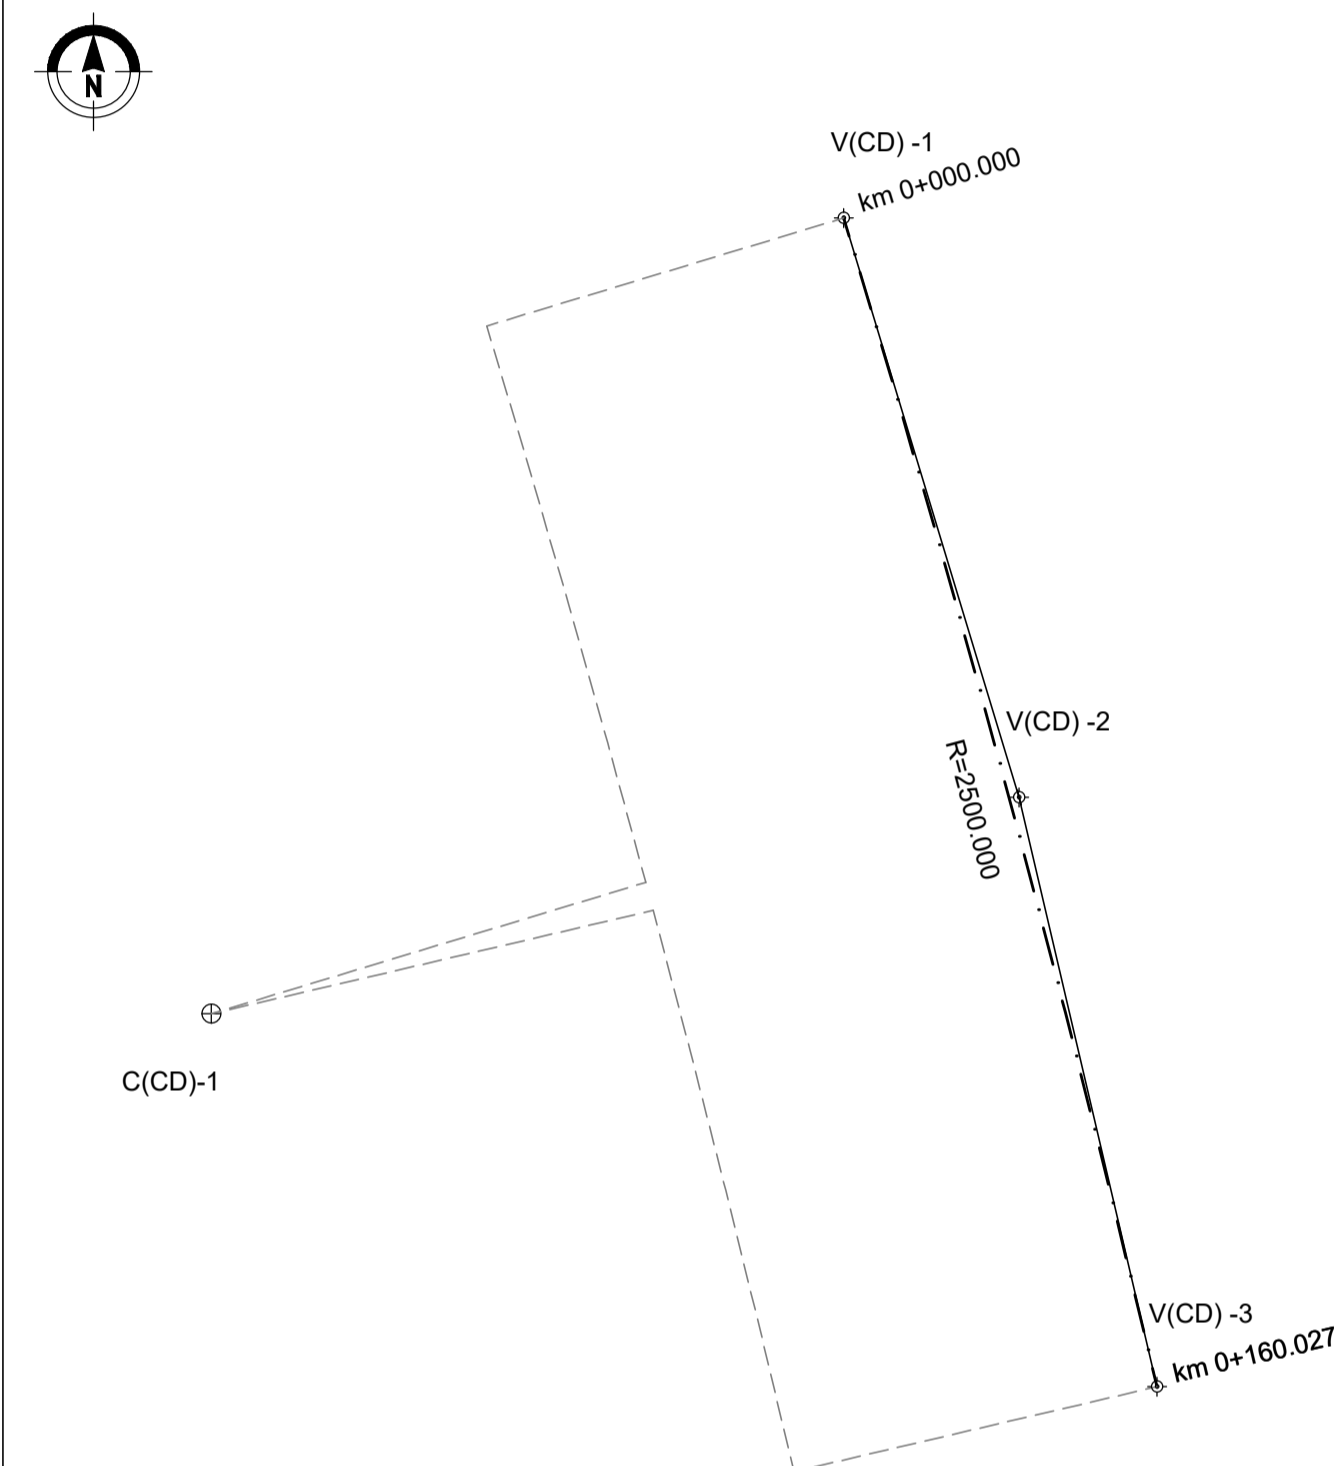 N
V(CD) -1
km 0+000.000
V(CD) -2
R=2500.000
C(CD)-1
V(CD) -3
km 0+160.027